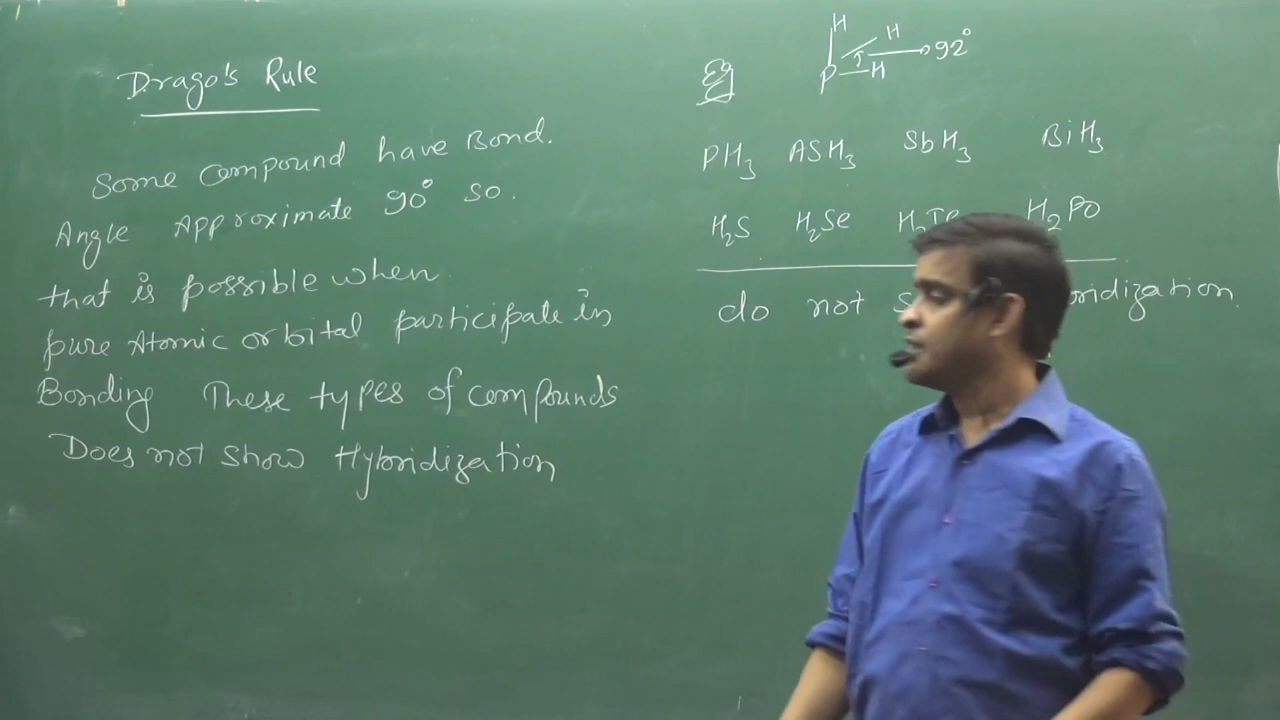 Drago's Rule
Some Compound have Bond.
Angle Approximate 90° so.
that is possible when
pure Atomic orbital participate in
Bonding These types of compounds
Does not show Hybridization
Eg
H
H
P H 92°
PH3 ASH3 SbH3 BiH3
H2S H2Se H2Te H2Po
do not